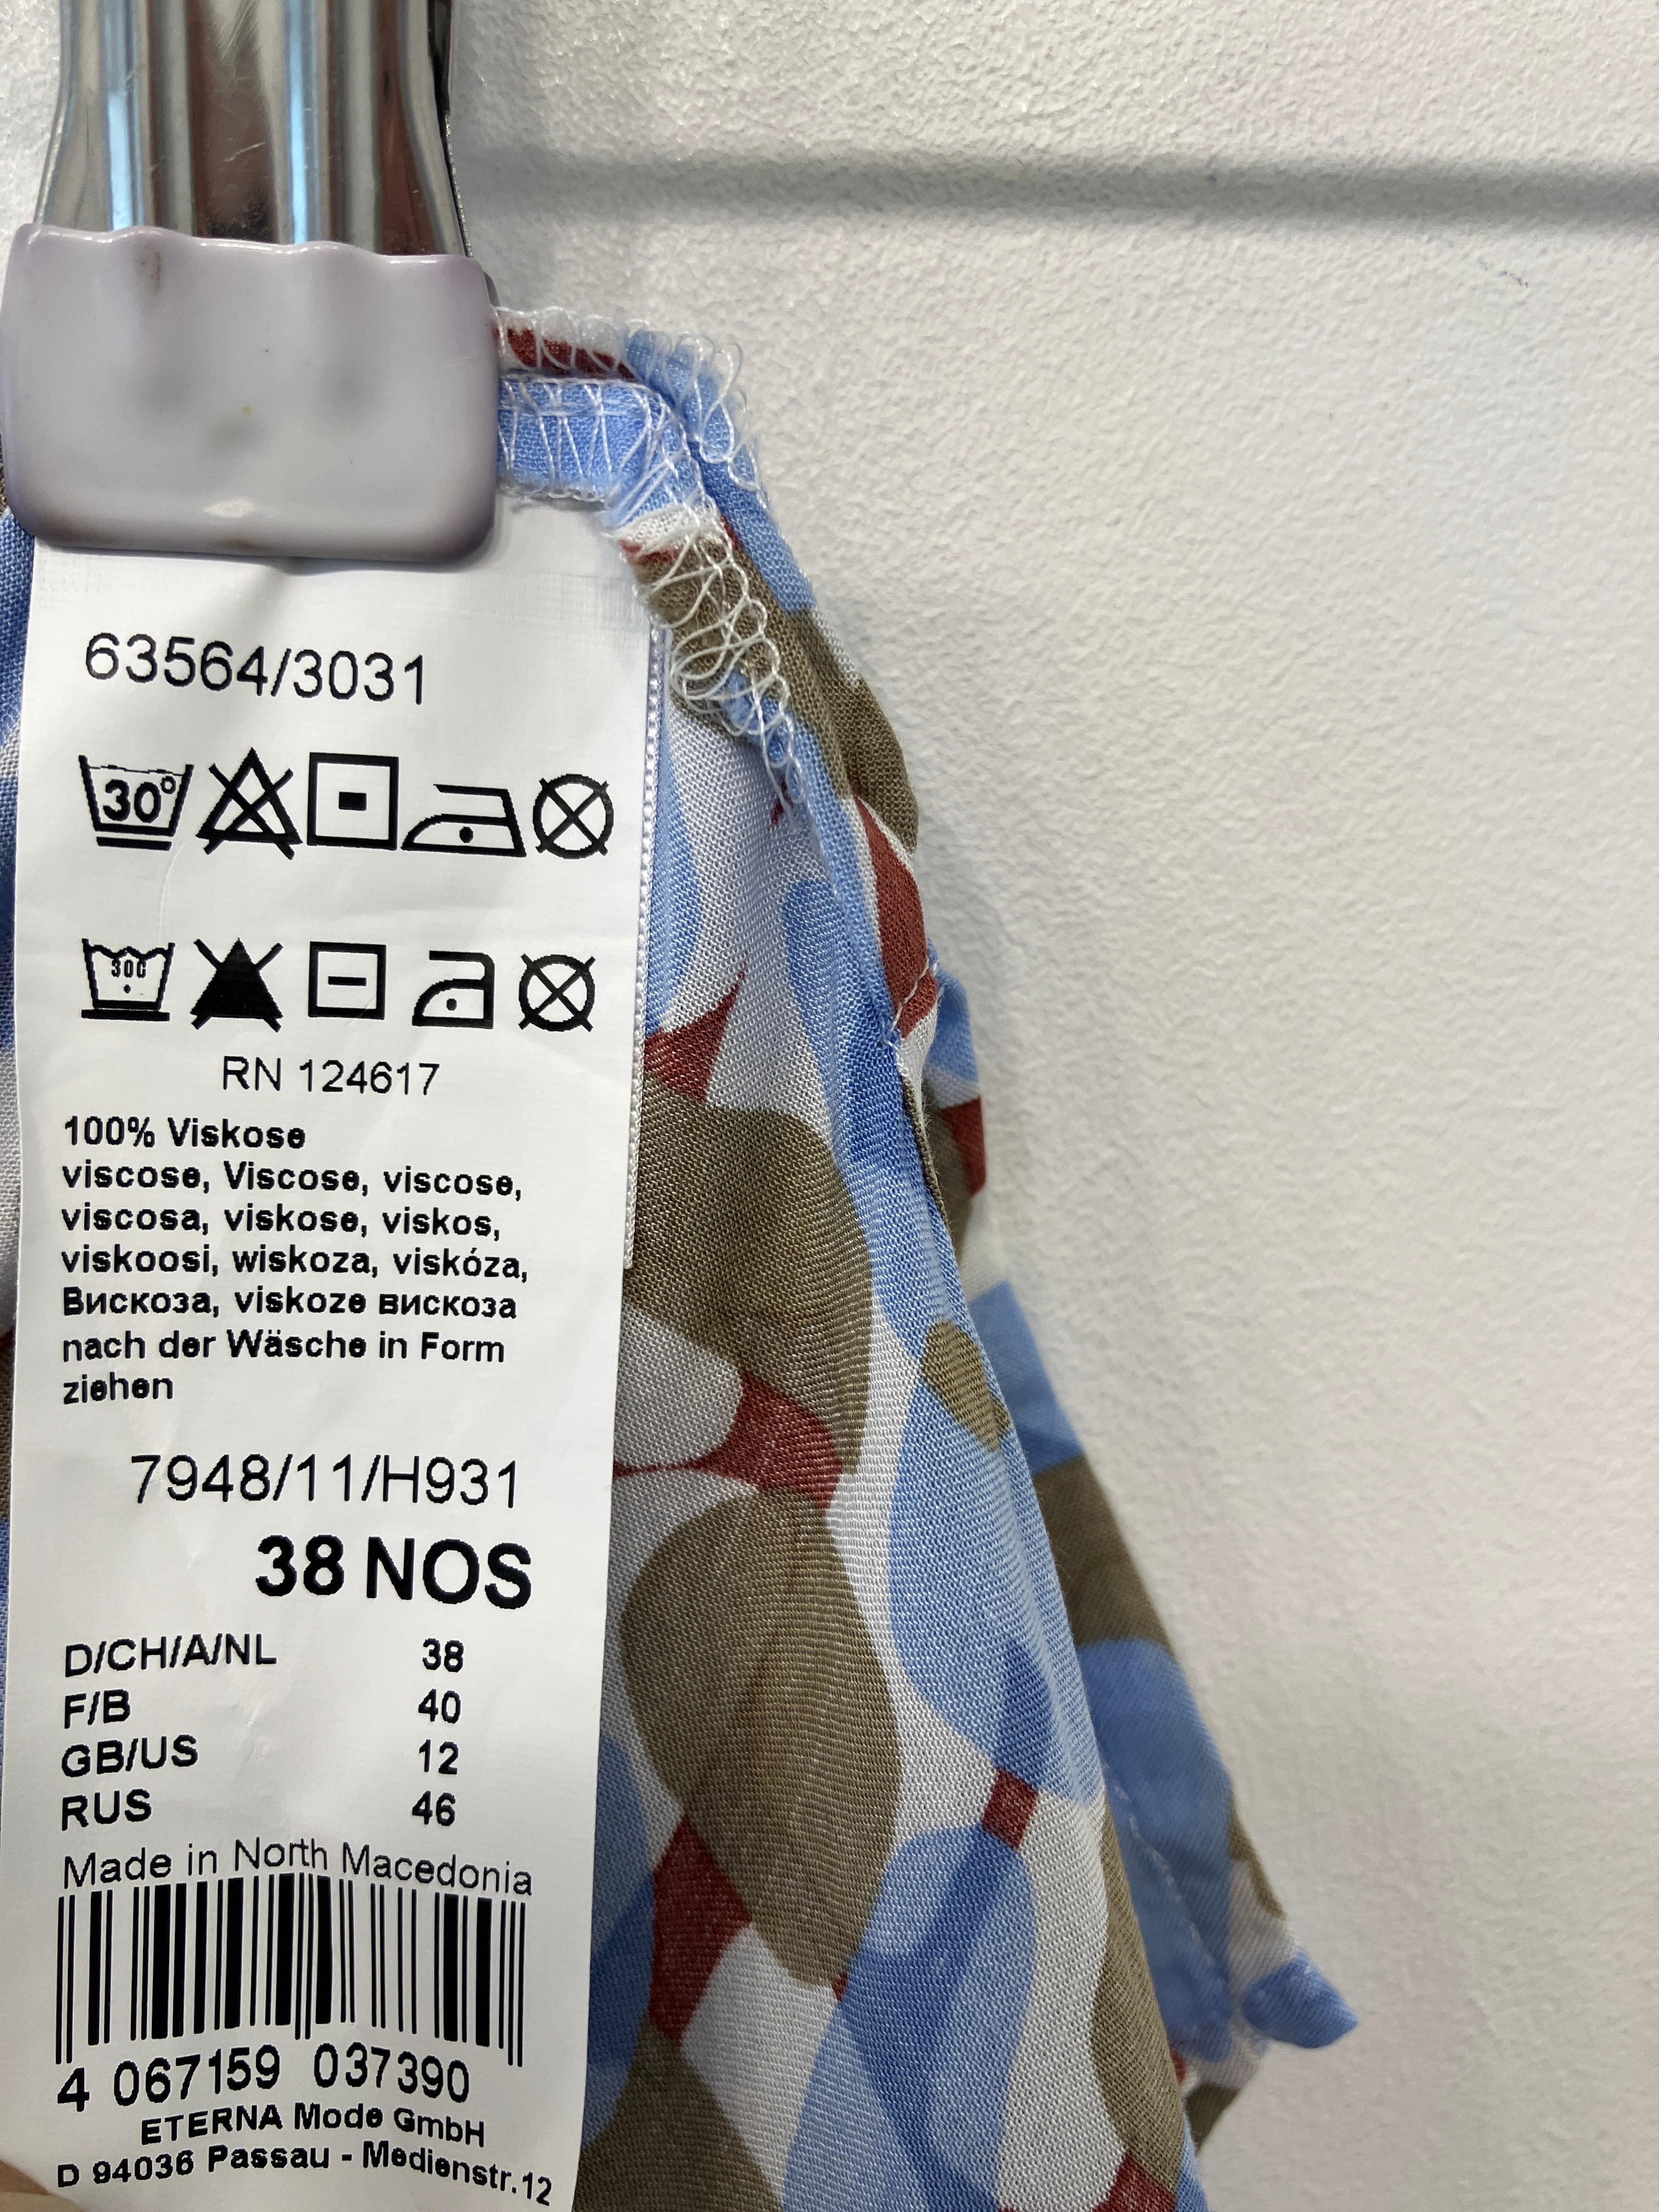 63564/3031
30°
300
RN 124617
100% Viskose
viscose, Viscose, viscose,
viscosa, viskose, viskos,
viskoosi, wiskoza, viskóza,
Вискоза, viskoze вискоза
nach der Wäsche in Form
ziehen
7948/11/H931
38 NOS
D/CH/A/NL 38
F/B 40
GB/US 12
RUS 46
Made in North Macedonia
4 067159 037390
ETERNA Mode GmbH
D 94036 Passau - Medienstr.12